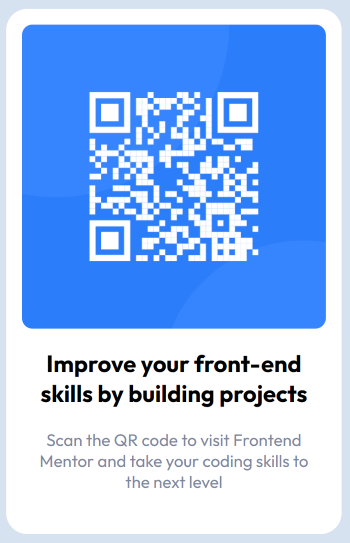 Improve your front-end
skills by building projects
Scan the QR code to visit Frontend
Mentor and take your coding skills to
the next level